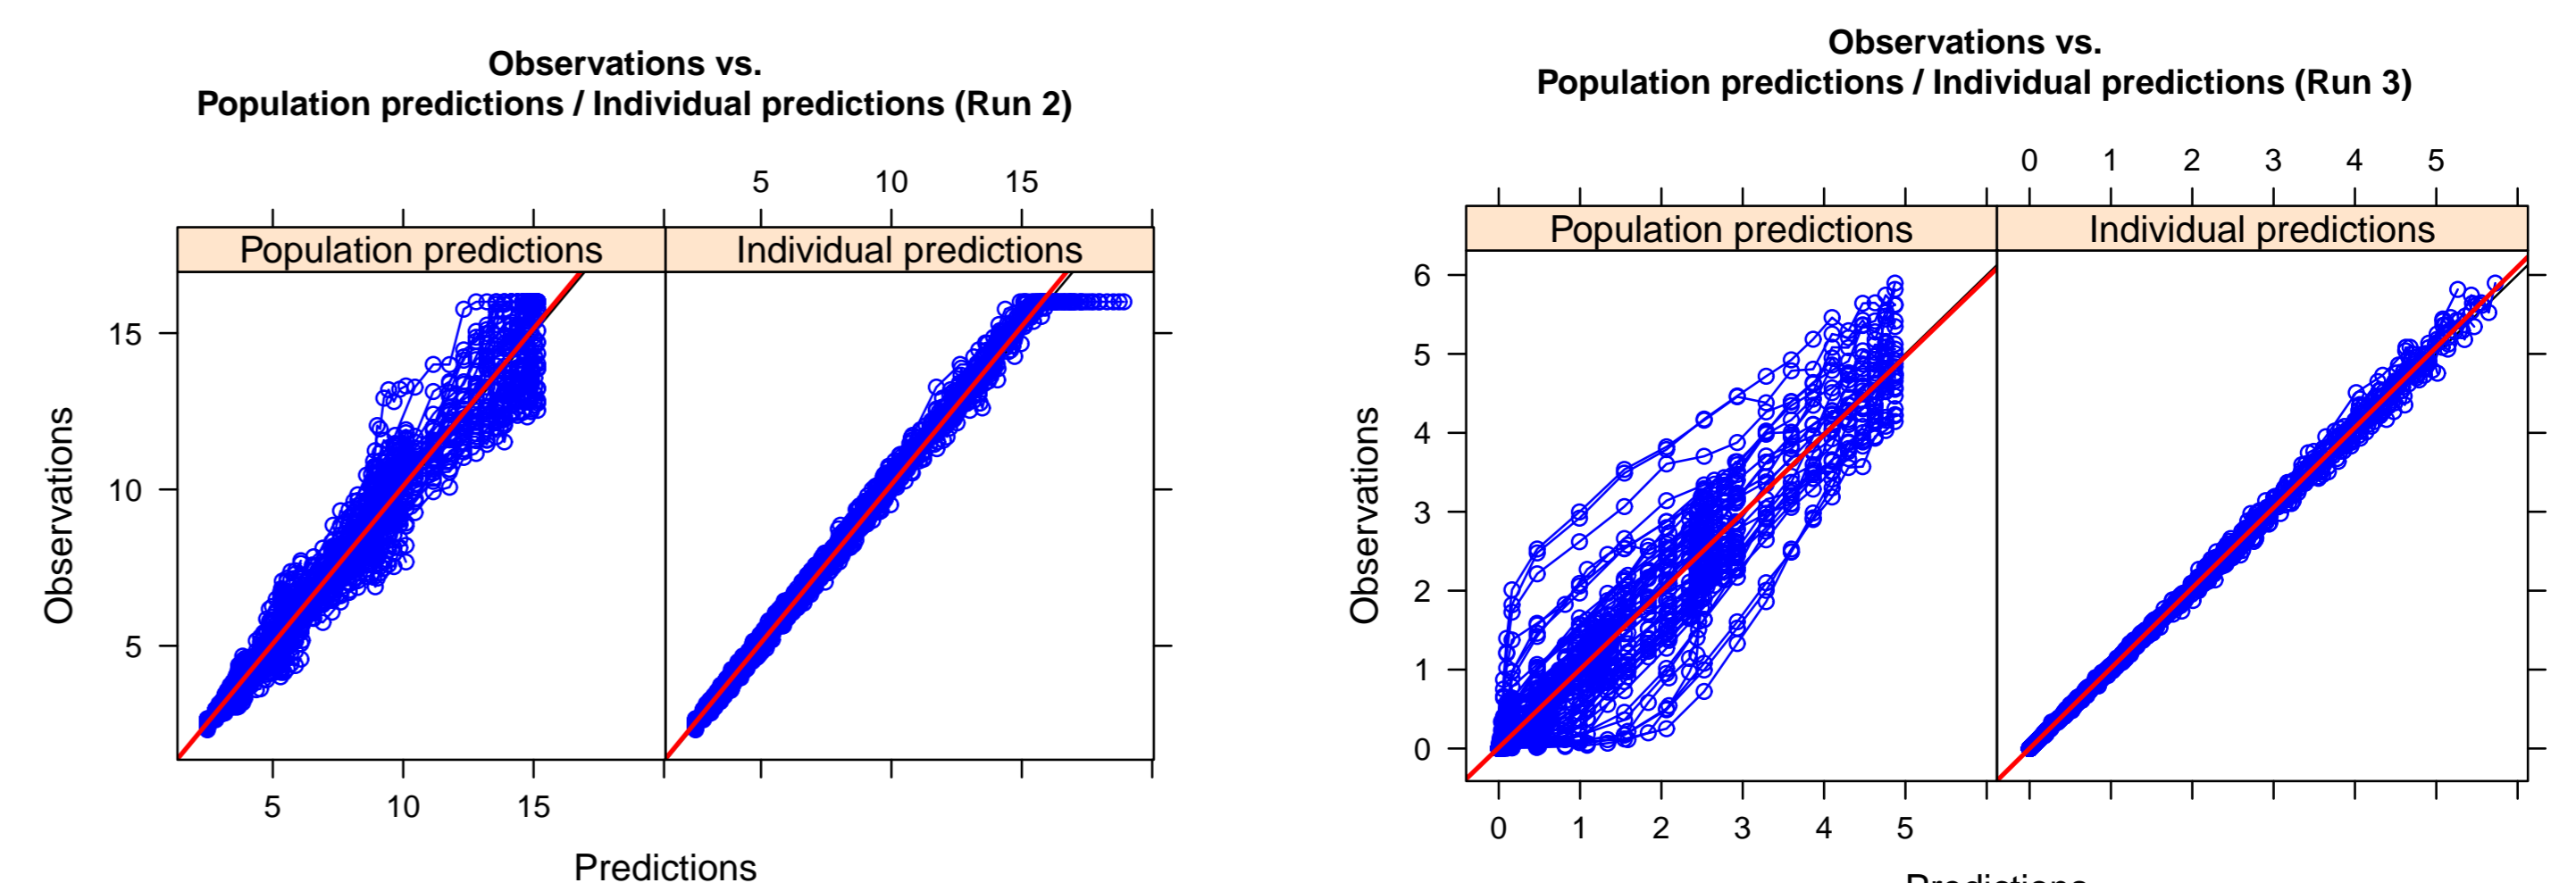 Observations vs.
Population predictions / Individual predictions (Run 2)
5 10 15
Population predictions Individual predictions
15
10
5
Observations
5 10 15
Predictions
Observations vs.
Population predictions / Individual predictions (Run 3)
0 1 2 3 4 5
Population predictions Individual predictions
6
5
4
3
2
1
0
Observations
0 1 2 3 4 5
Predictions